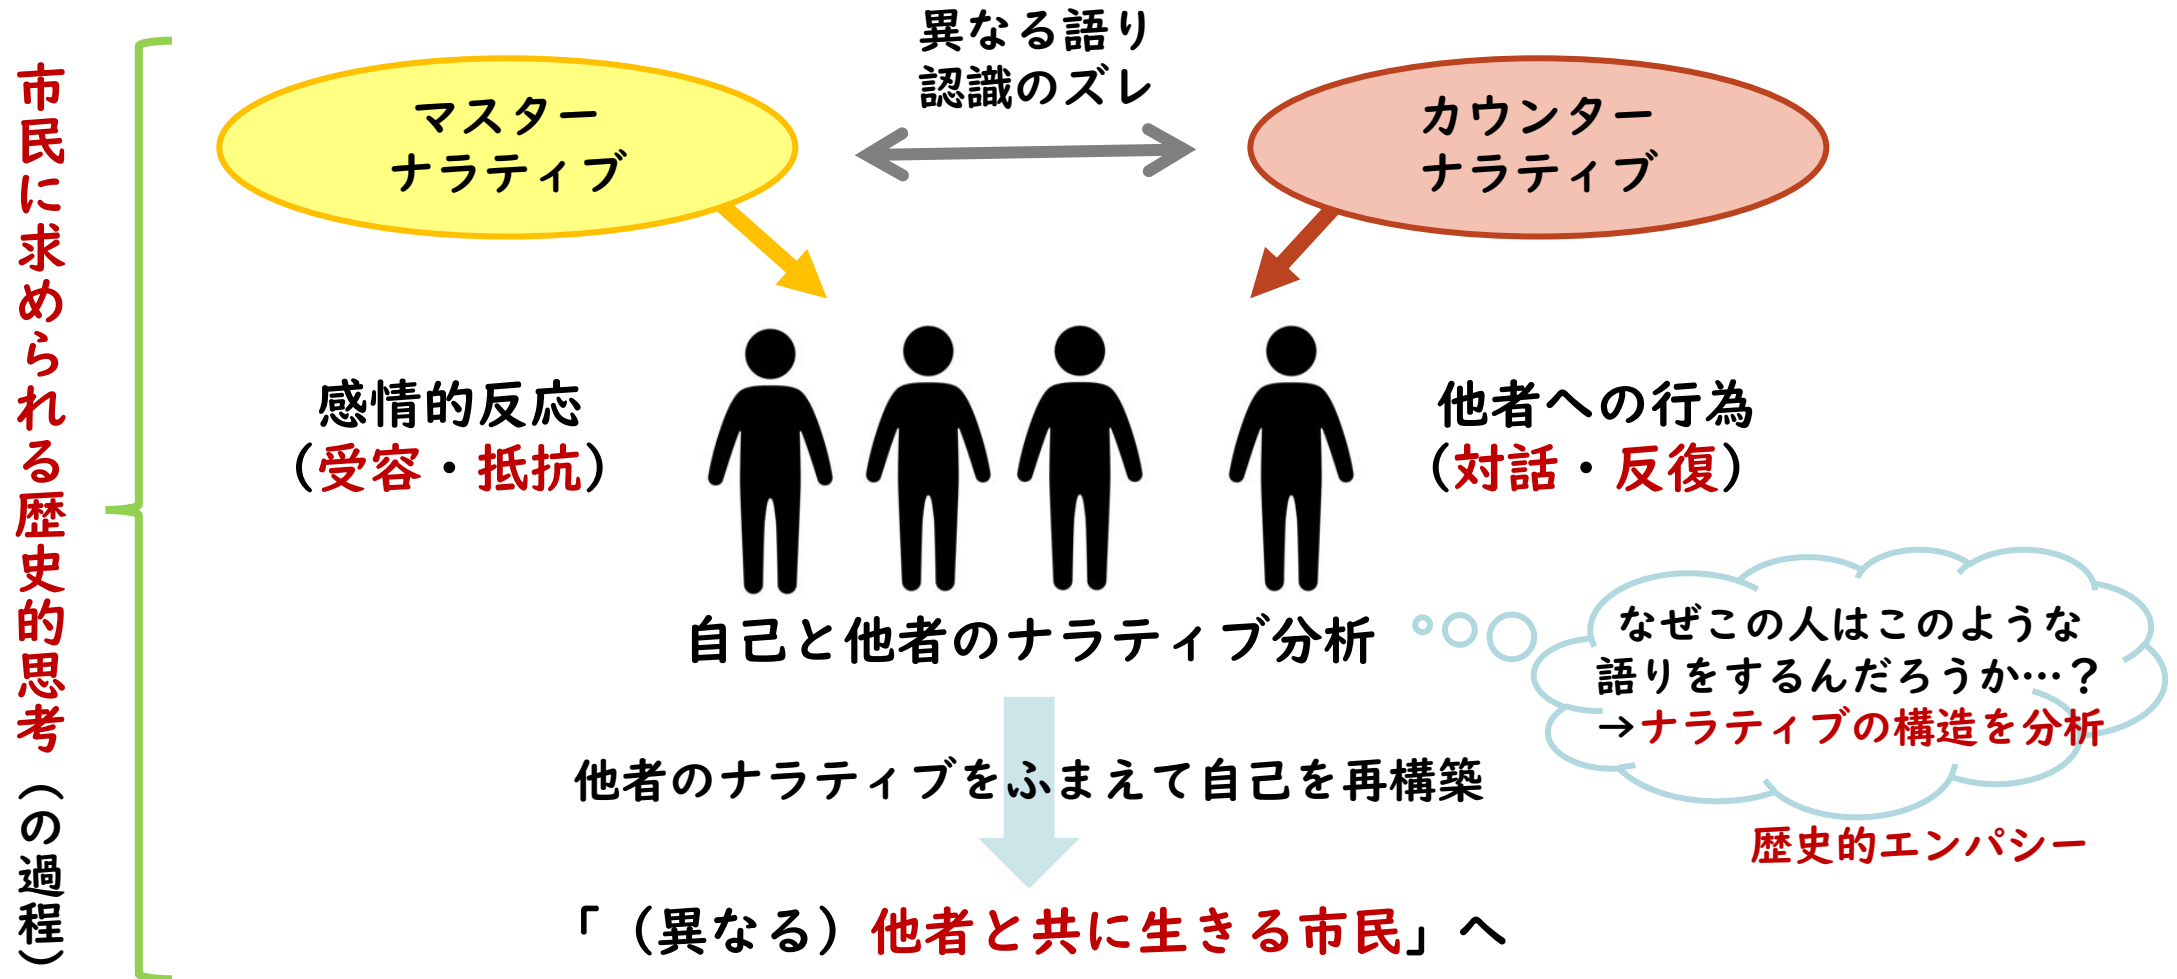 市民に求められる歴史的思考（の過程）
異なる語り
認識のズレ
マスター
ナラティブ
カウンター
ナラティブ
感情的反応
（受容・抵抗）
他者への行為
（対話・反復）
自己と他者のナラティブ分析
なぜこの人はこのような
語りをするんだろうか…？
→ナラティブの構造を分析
歴史的エンパシー
他者のナラティブをふまえて自己を再構築
「（異なる）他者と共に生きる市民」へ